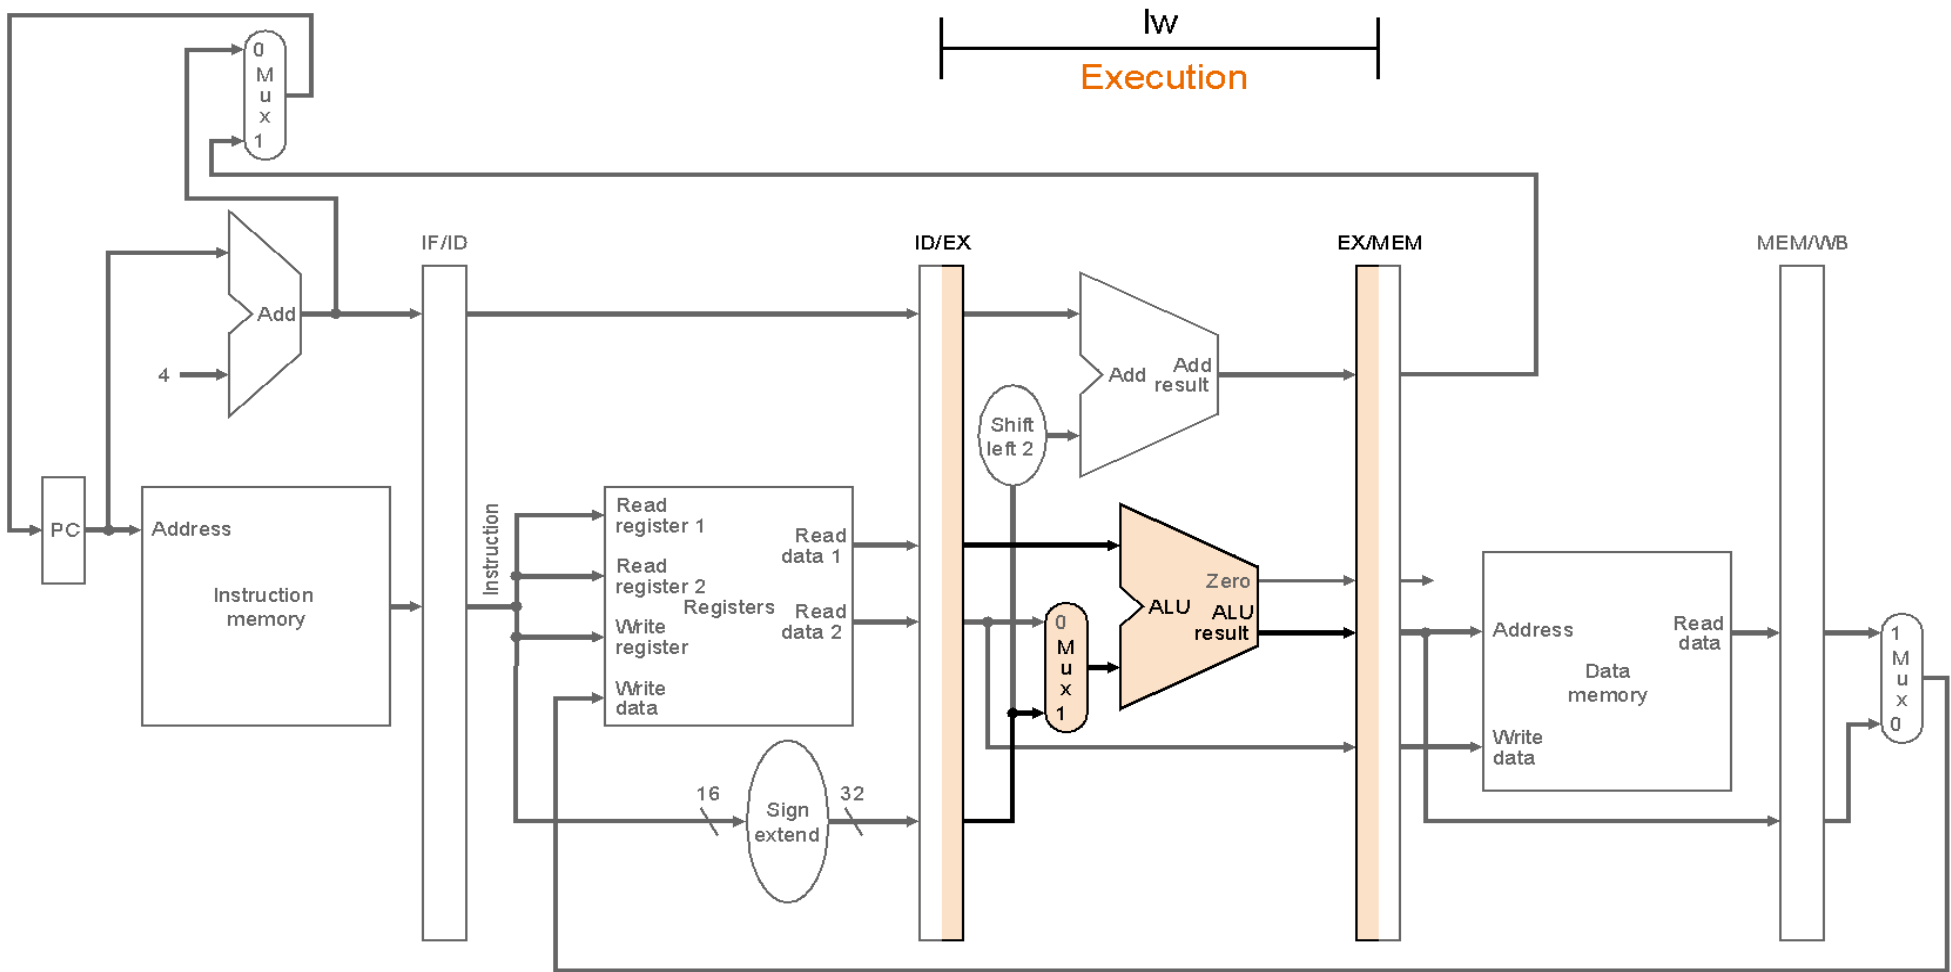 lw
Execution
0
M
u
x
1
IF/ID
ID/EX
EX/MEM
MEM/WB
Add
4
Add
Add
result
Shift
left 2
PC
Address
Instruction
memory
Instruction
Read
register 1
Read
register 2
Write
register
Write
data
Registers
Read
data 1
Read
data 2
16
Sign
extend
32
0
M
u
x
1
ALU
Zero
ALU
result
Address
Write
data
Data
memory
Read
data
1
M
u
x
0